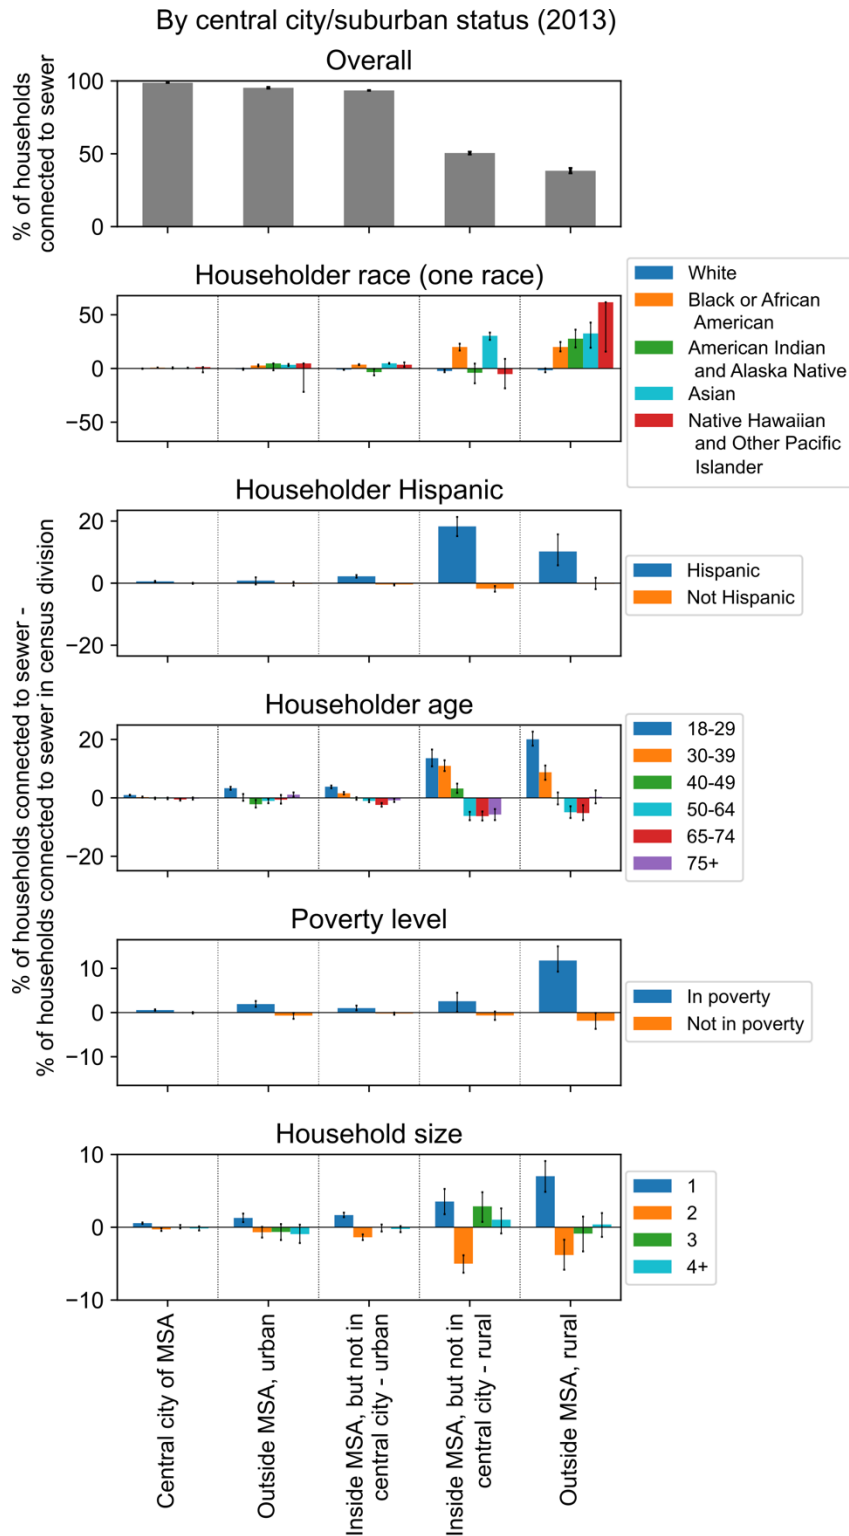 By central city/suburban status (2013)
Overall
% of households
connected to sewer
100
50
0
Householder race (one race)
50
0
−50
White
Black or African
American
American Indian
and Alaska Native
Asian
Native Hawaiian
and Other Pacific
Islander
% of households connected to sewer -
% of households connected to sewer in census division
Householder Hispanic
20
0
−20
Hispanic
Not Hispanic
Householder age
20
0
−20
18-29
30-39
40-49
50-64
65-74
75+
Poverty level
10
0
−10
In poverty
Not in poverty
Household size
10
0
−10
1
2
3
4+
Central city of MSA
Outside MSA, urban
Inside MSA, but not in
central city - urban
Inside MSA, but not in
central city - rural
Outside MSA, rural